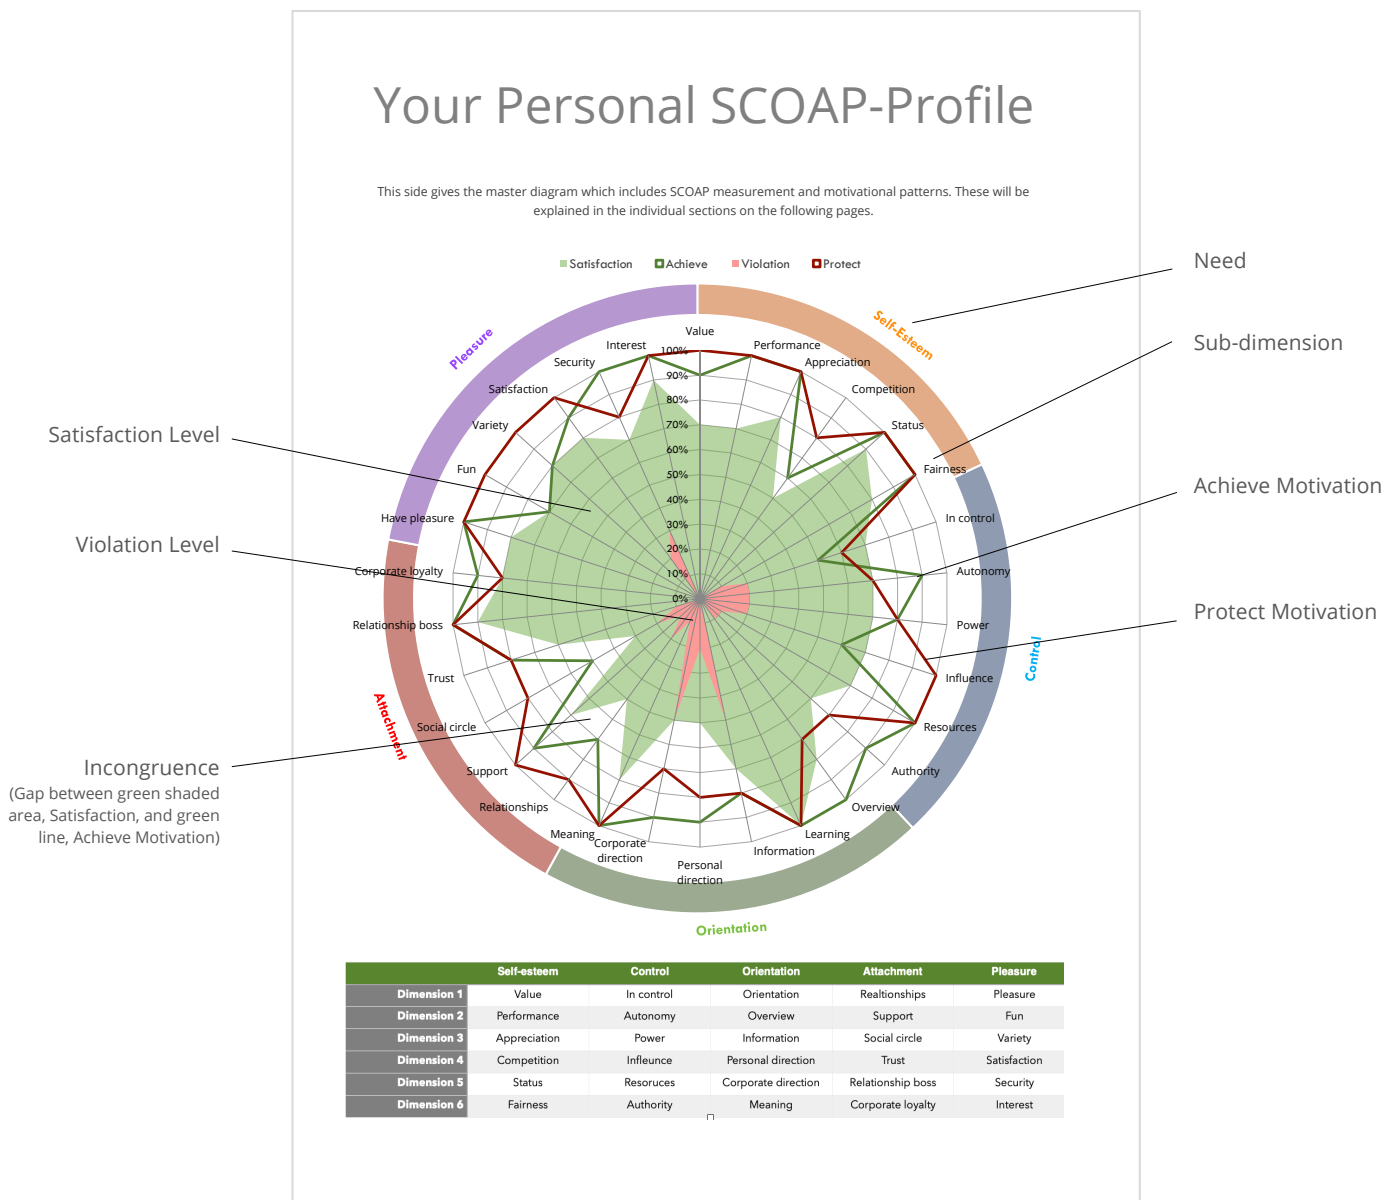 Your Personal SCOAP-Profile
This side gives the master diagram which includes SCOAP measurement and motivational patterns. These will be
explained in the individual sections on the following pages.
Satisfaction Achieve Violation Protect
Need
Sub-dimension
Achieve Motivation
Protect Motivation
Satisfaction Level
Violation Level
Incongruence
(Gap between green shaded
area, Satisfaction, and green
line, Achieve Motivation)
Self-Esteem
Control
Orientation
Attachment
Pleasure
Value
Performance
Appreciation
Competition
Status
Fairness
In control
Autonomy
Power
Influence
Resources
Authority
Overview
Learning
Information
Personal
direction
Corporate
direction
Meaning
Relationships
Support
Social circle
Trust
Relationship boss
Corporate loyalty
Have pleasure
Fun
Variety
Satisfaction
Security
Interest
100%
90%
80%
70%
60%
50%
40%
30%
20%
10%
0%
Self-esteem Control Orientation Attachment Pleasure
Dimension 1 Value In control Orientation Realtionships Pleasure
Dimension 2 Performance Autonomy Overview Support Fun
Dimension 3 Appreciation Power Information Social circle Variety
Dimension 4 Competition Infleunce Personal direction Trust Satisfaction
Dimension 5 Status Resoruces Corporate direction Relationship boss Security
Dimension 6 Fairness Authority Meaning Corporate loyalty Interest